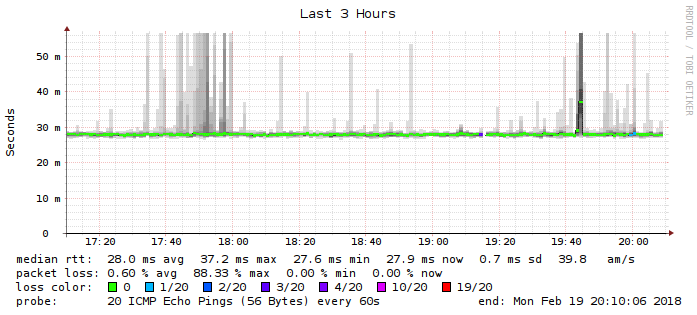 Last 3 Hours
RRDTOOL / TOBI OETIKER
Seconds
50 m
40 m
30 m
20 m
10 m
0
17:20 17:40 18:00 18:20 18:40 19:00 19:20 19:40 20:00
median rtt: 28.0 ms avg 37.2 ms max 27.6 ms min 27.9 ms now 0.7 ms sd 39.8 am/s
packet loss: 0.60 % avg 88.33 % max 0.00 % min 0.00 % now
loss color: 0 1/20 2/20 3/20 4/20 10/20 19/20
probe: 20 ICMP Echo Pings (56 Bytes) every 60s end: Mon Feb 19 20:10:06 2018